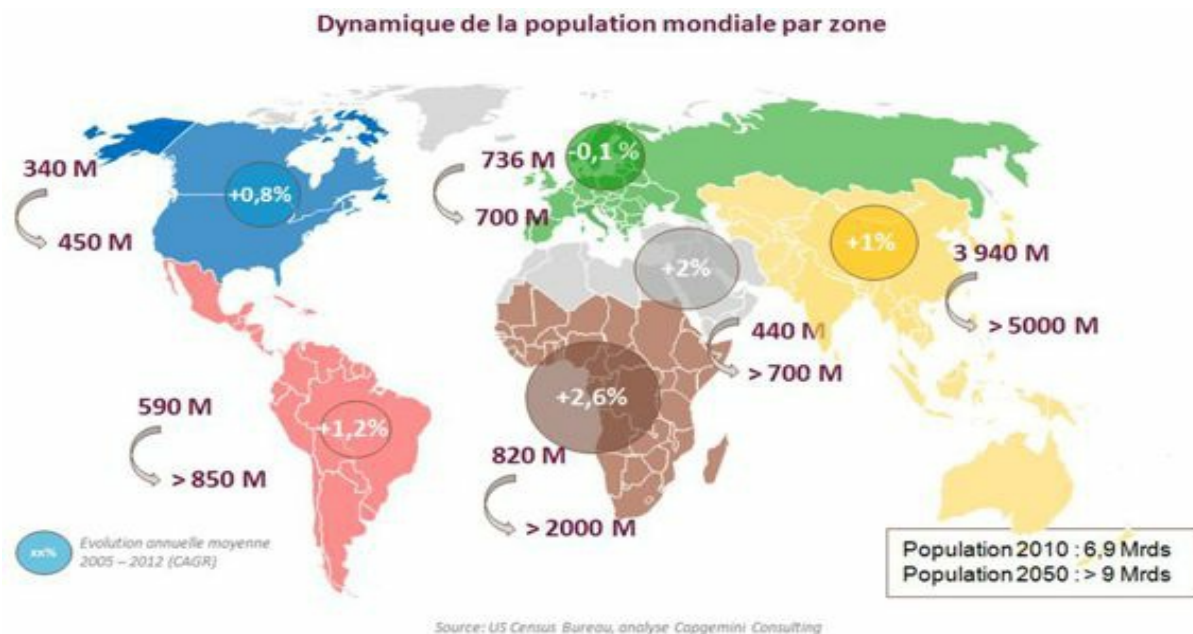 Dynamique de la population mondiale par zone
340 M
+0,8%
450 M
736 M
-0,1 %
700 M
+2%
+1%
3 940 M
> 5000 M
440 M
> 700 M
+2,6%
590 M
+1,2%
> 850 M
820 M
> 2000 M
xx%
Evolution annuelle moyenne
2005 – 2012 (CAGR)
Population 2010 : 6,9 Mrds
Population 2050 : > 9 Mrds
Source: US Census Bureau, analyse Capgemini Consulting